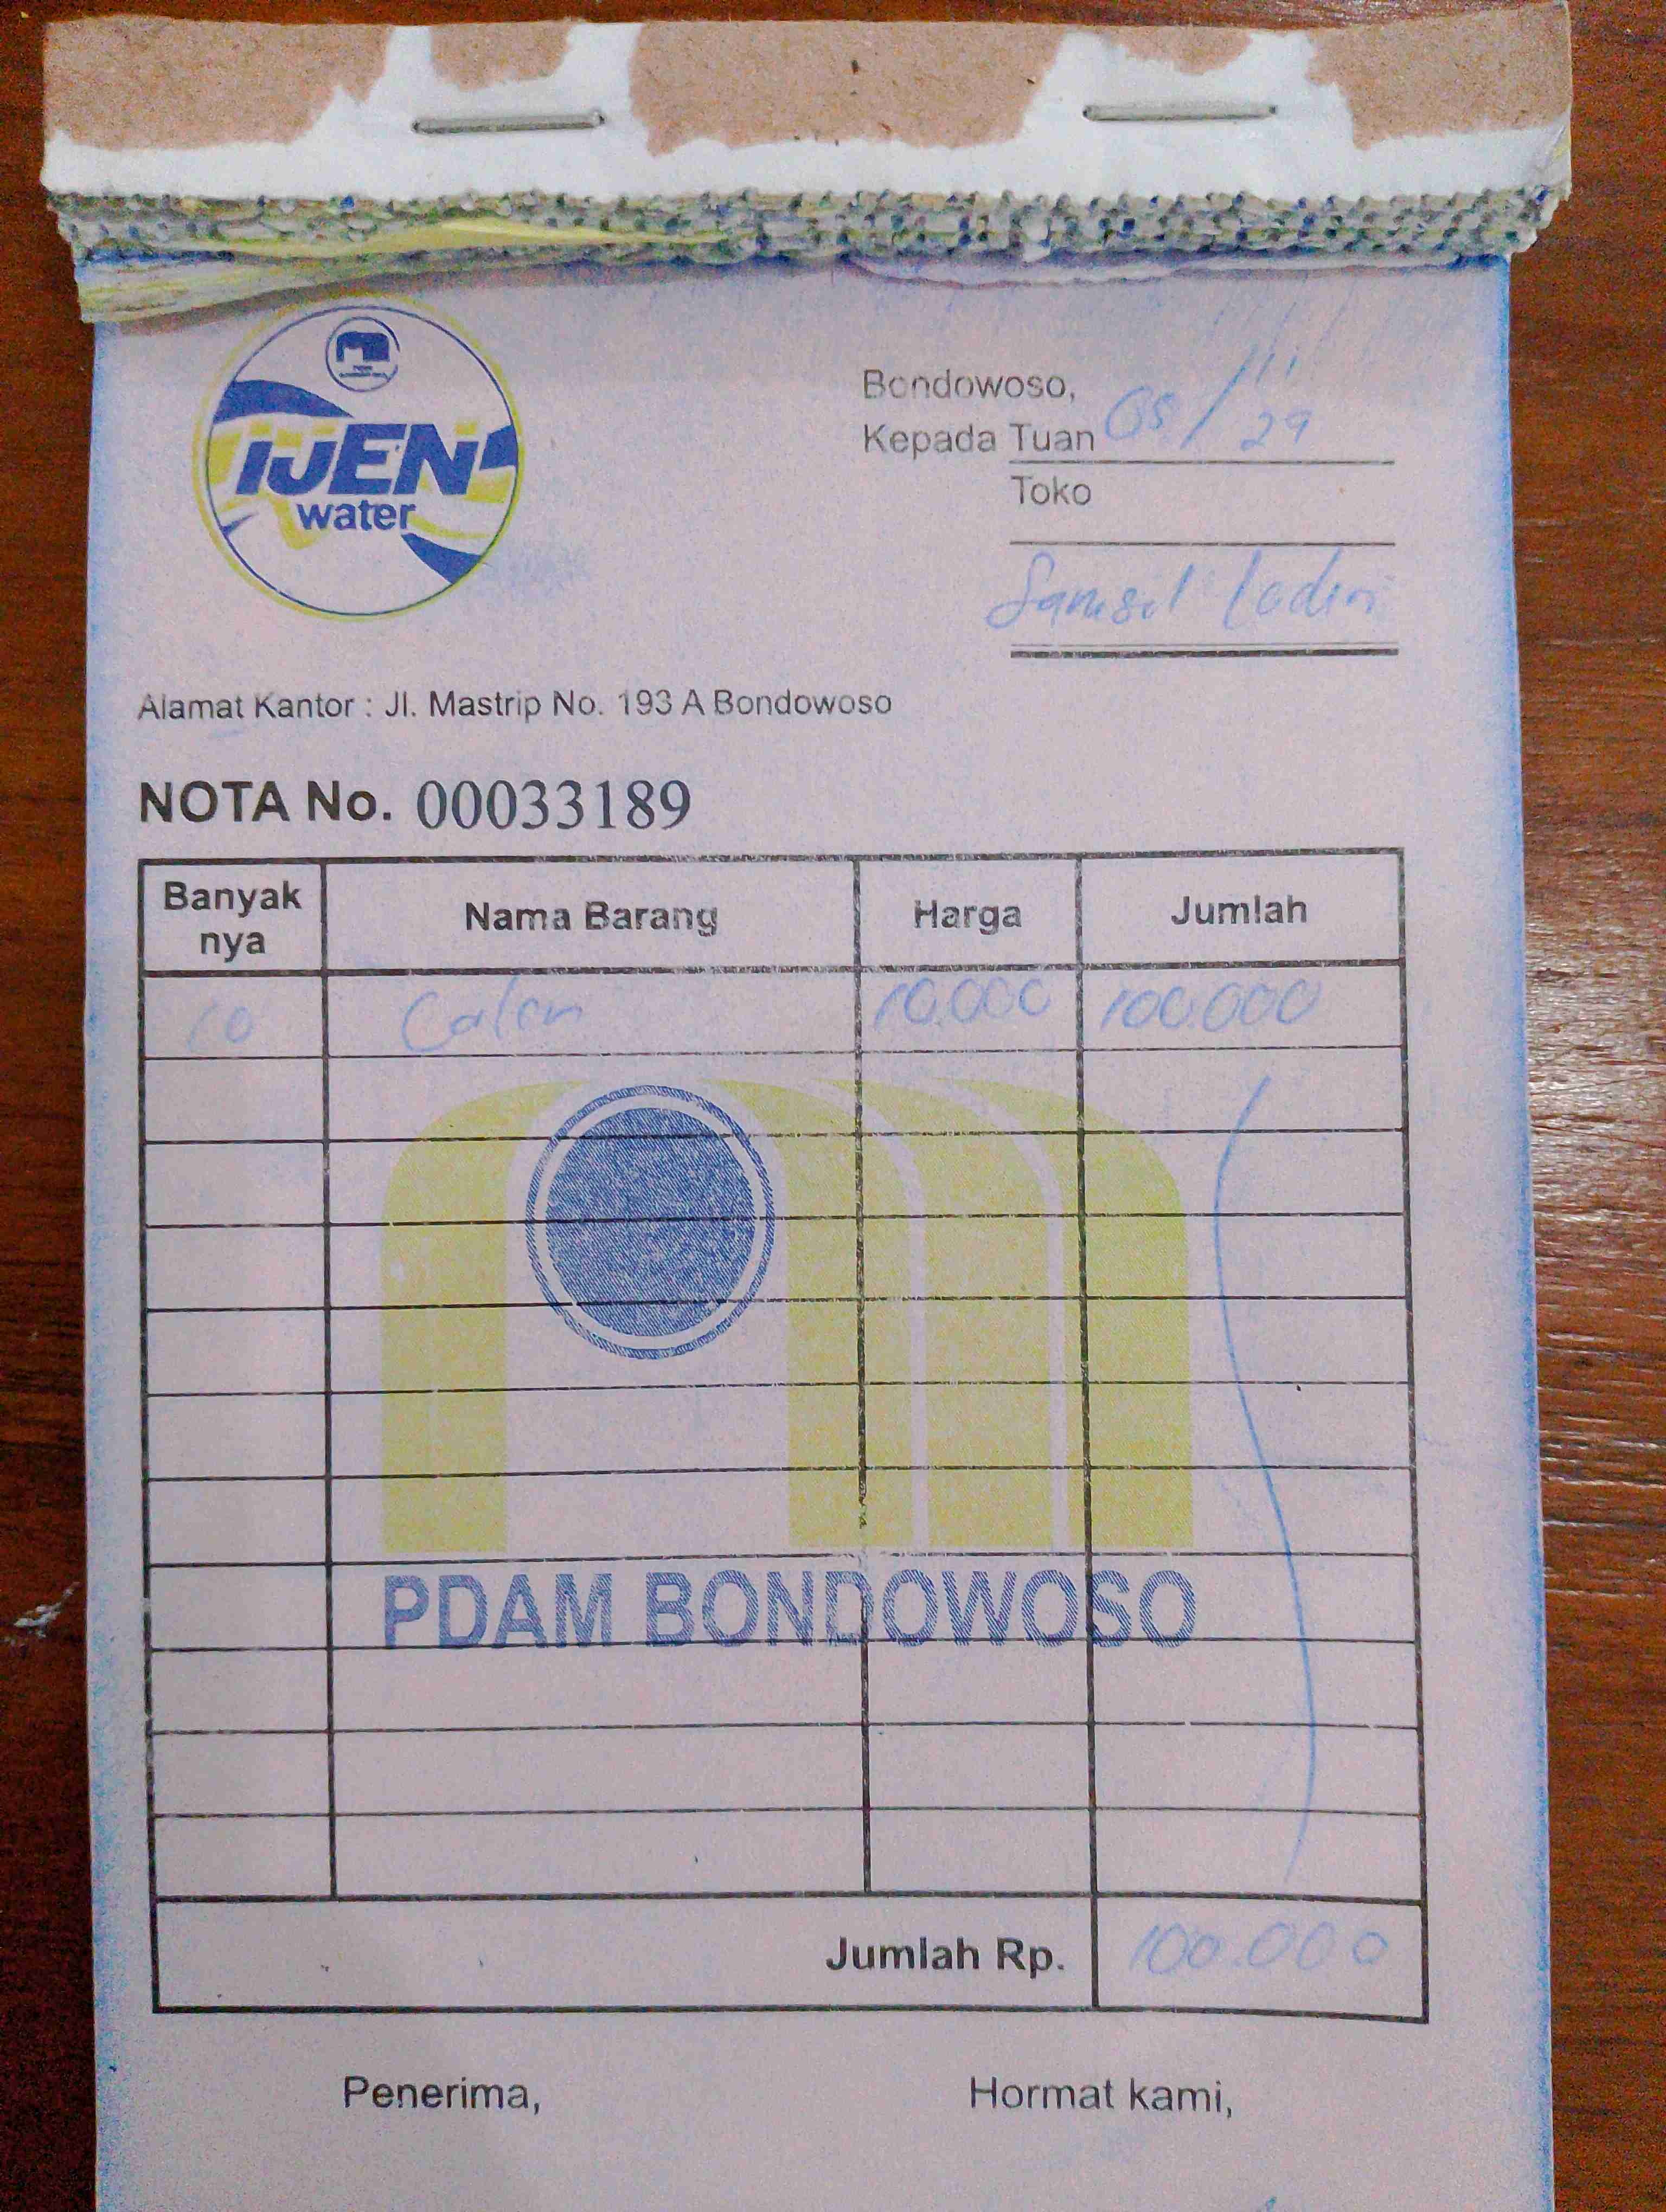 IJEN
water
Bondowoso,
Kepada Tuan 05/11
29
Toko
Samsul
Alamat Kantor : Jl. Mastrip No. 193 A Bondowoso
NOTA No. 00033189
Banyak nya Nama Barang Harga Jumlah
10 Galon 10.000 100.000
PDAM BONDOWOSO
Jumlah Rp. 100.000
Penerima, Hormat kami,